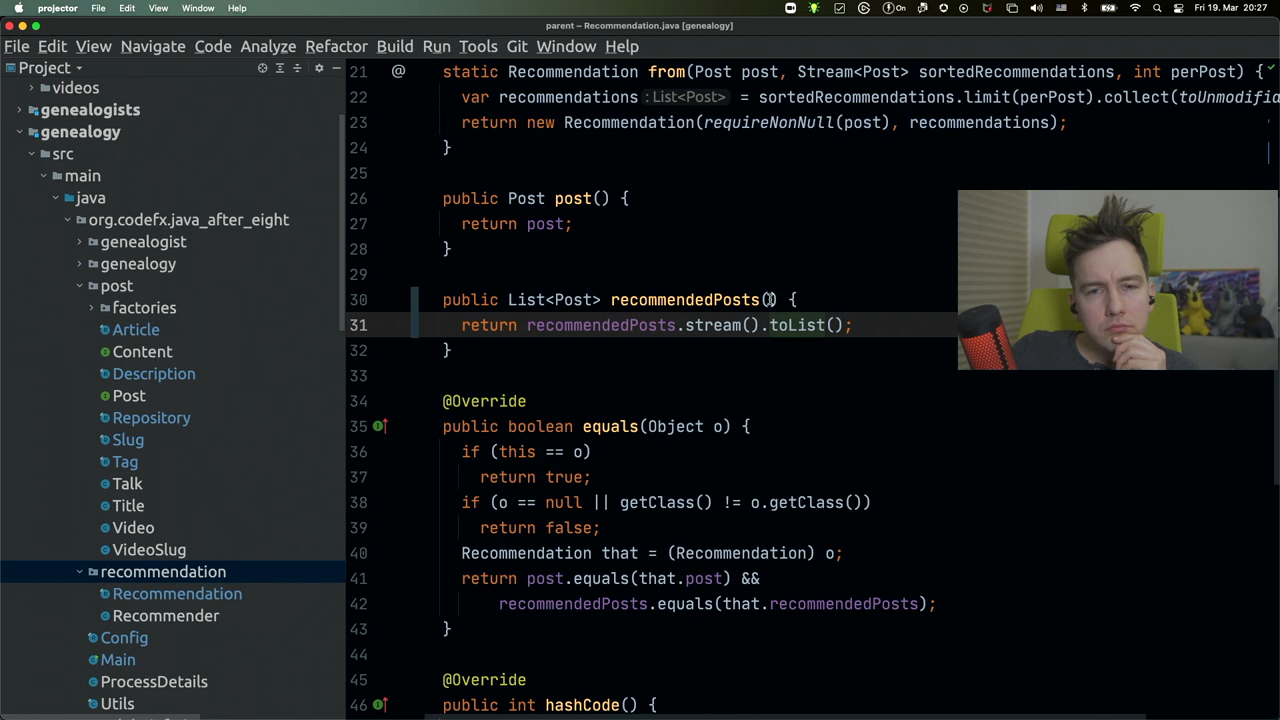 projector File Edit View Window Help On Fri 19. Mar 20:27
parent – Recommendation.java [genealogy]
File Edit View Navigate Code Analyze Refactor Build Run Tools Git Window Help
Project
videos
genealogists
genealogy
src
main
java
org.codefx.java_after_eight
genealogist
genealogy
post
factories
Article
Content
Description
Post
Repository
Slug
Tag
Talk
Title
Video
VideoSlug
recommendation
Recommendation
Recommender
Config
Main
ProcessDetails
Utils
21 @ static Recommendation from(Post post, Stream<Post> sortedRecommendations, int perPost) {
22 var recommendations : List<Post> = sortedRecommendations.limit(perPost).collect(toUnmodifia
23 return new Recommendation(requireNonNull(post), recommendations);
24 }
25
26 public Post post() {
27 return post;
28 }
29
30 public List<Post> recommendedPosts() {
31 return recommendedPosts.stream().toList();
32 }
33
34 @Override
35 public boolean equals(Object o) {
36 if (this == o)
37 return true;
38 if (o == null || getClass() != o.getClass())
39 return false;
40 Recommendation that = (Recommendation) o;
41 return post.equals(that.post) &&
42 recommendedPosts.equals(that.recommendedPosts);
43 }
44
45 @Override
46 public int hashCode() {